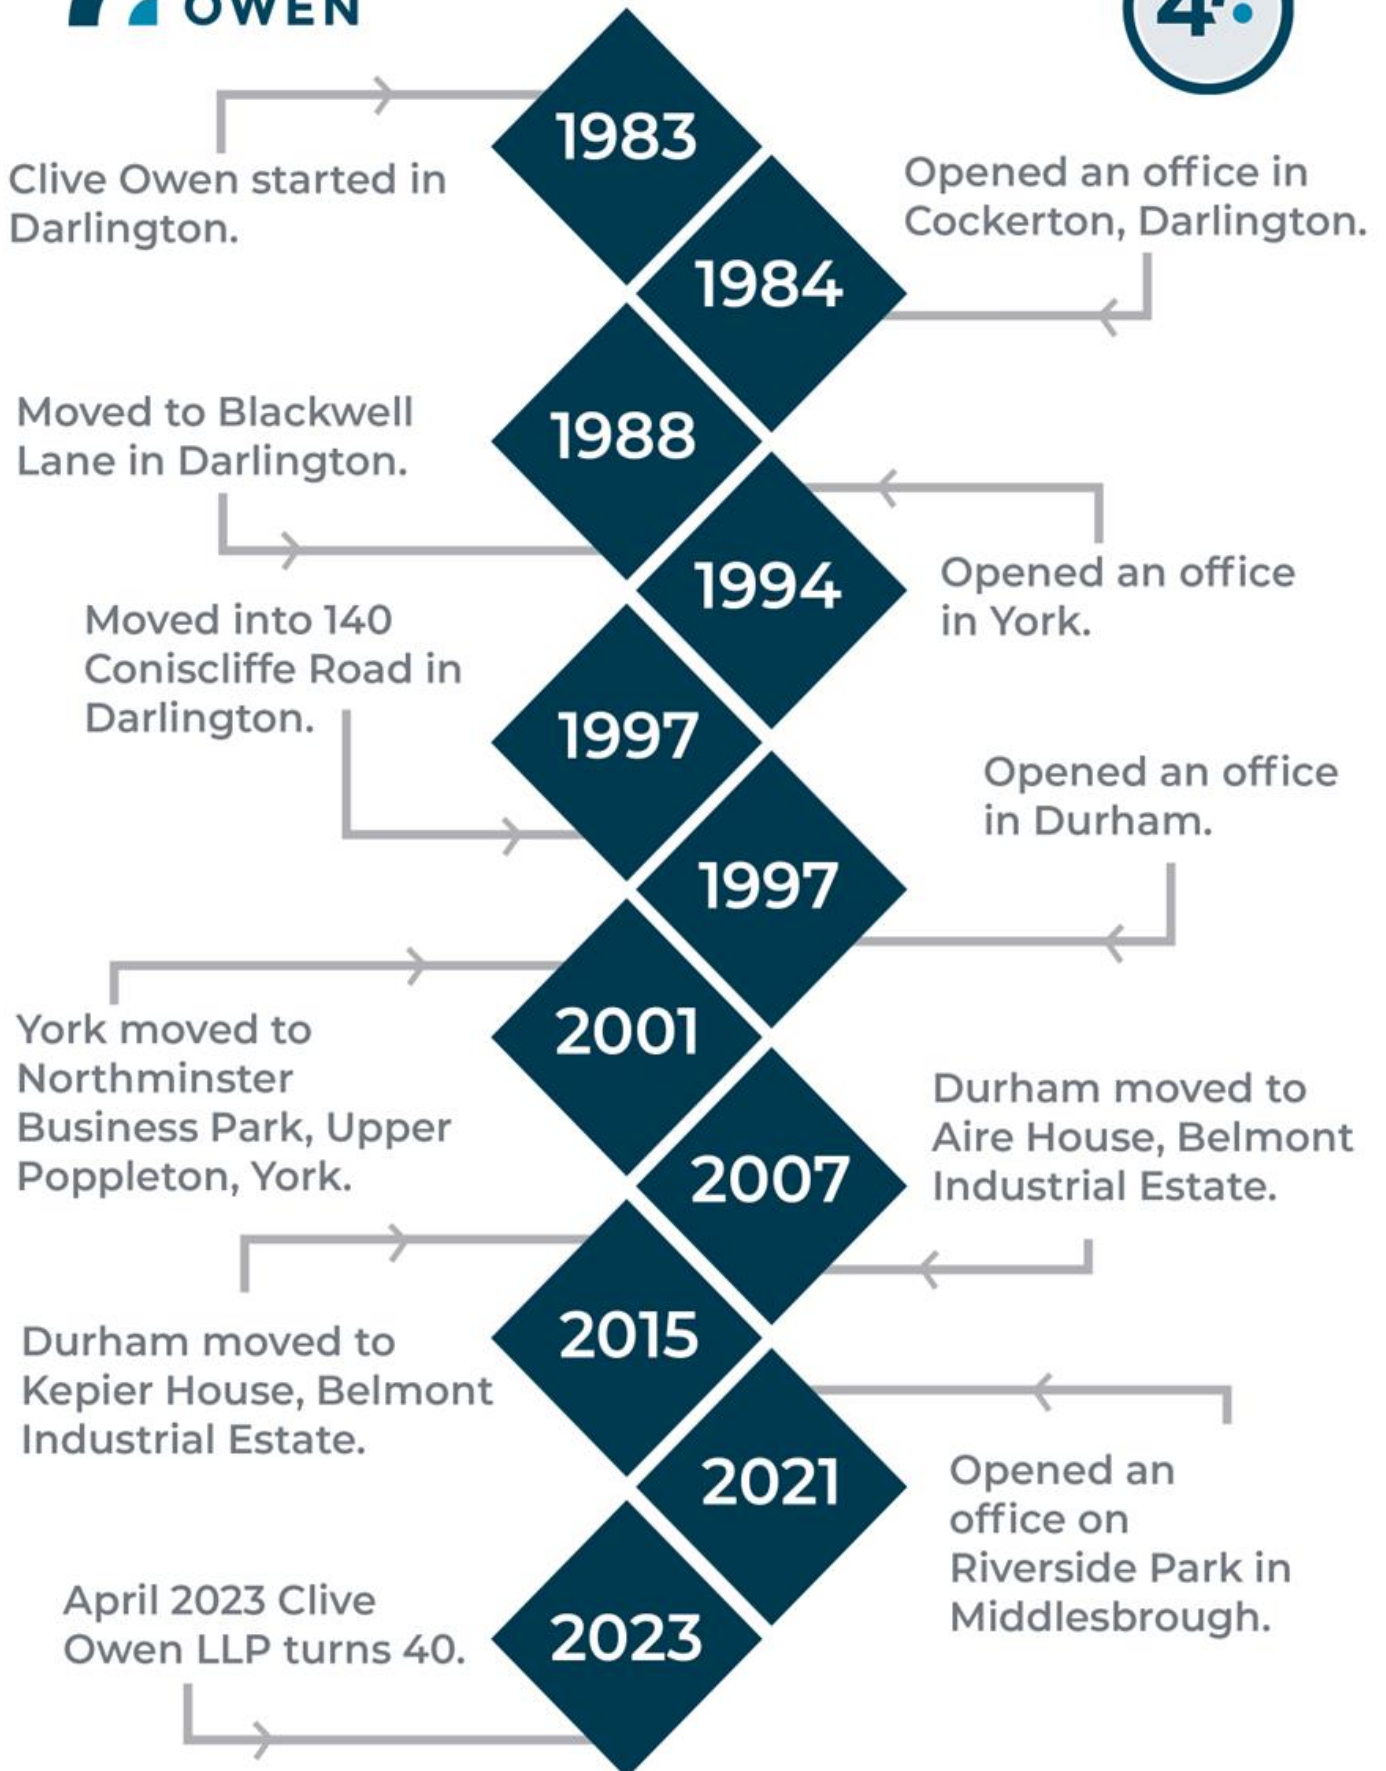 OWEN
1983
Clive Owen started in
Darlington.
Opened an office in
Cockerton, Darlington.
1984
Moved to Blackwell
Lane in Darlington.
1988
1994
Opened an office
in York.
Moved into 140
Coniscliffe Road in
Darlington.
1997
Opened an office
in Durham.
1997
York moved to
Northminster
Business Park, Upper
Poppleton, York.
2001
Durham moved to
Aire House, Belmont
Industrial Estate.
2007
Durham moved to
Kepier House, Belmont
Industrial Estate.
2015
2021
Opened an
office on
Riverside Park in
Middlesbrough.
April 2023 Clive
Owen LLP turns 40.
2023